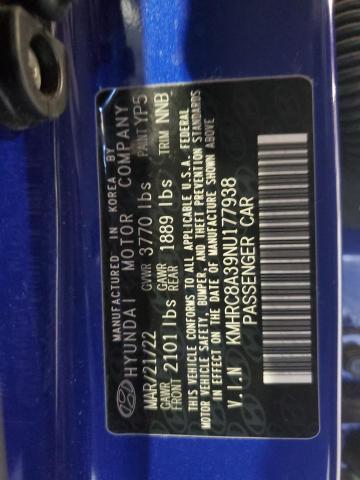 MANUFACTURED IN KOREA BY
HYUNDAI MOTOR COMPANY PAINT YP5
MAR/21/22 GVWR 3770 lbs TRIM NNB
GAWR FRONT 2101 lbs GAWR REAR 1889 lbs
THIS VEHICLE CONFORMS TO ALL APPLICABLE U.S.A. FEDERAL
MOTOR VEHICLE SAFETY, BUMPER, AND THEFT PREVENTION STANDARDS
IN EFFECT ON THE DATE OF MANUFACTURE SHOWN ABOVE
V.I.N KMHRC8A39NU177938
PASSENGER CAR